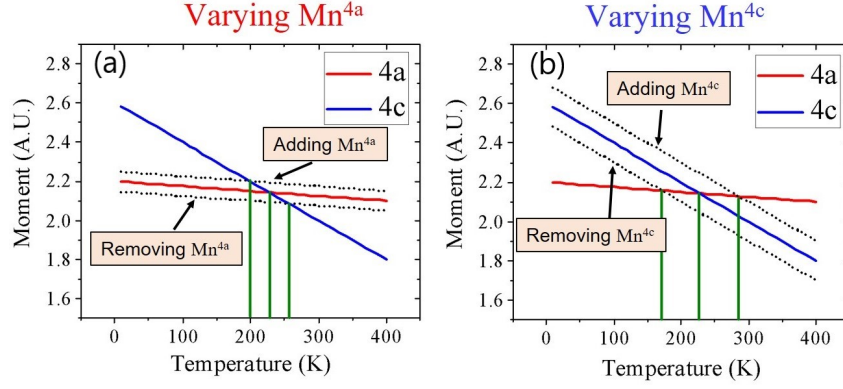 Varying Mn4a
Varying Mn4c
(a)
4a
4c
Adding Mn4a
Removing Mn4a
Moment (A.U.)
2.8
2.6
2.4
2.2
2.0
1.8
1.6
0 100 200 300 400
Temperature (K)
(b)
4a
4c
Adding Mn4c
Removing Mn4c
Moment (A.U.)
2.8
2.6
2.4
2.2
2.0
1.8
1.6
0 100 200 300 400
Temperature (K)